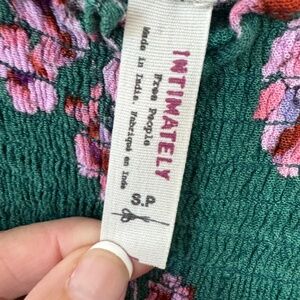 INTIMATELY
Free People
Made in India. Fabriqué en Inde
S.P.